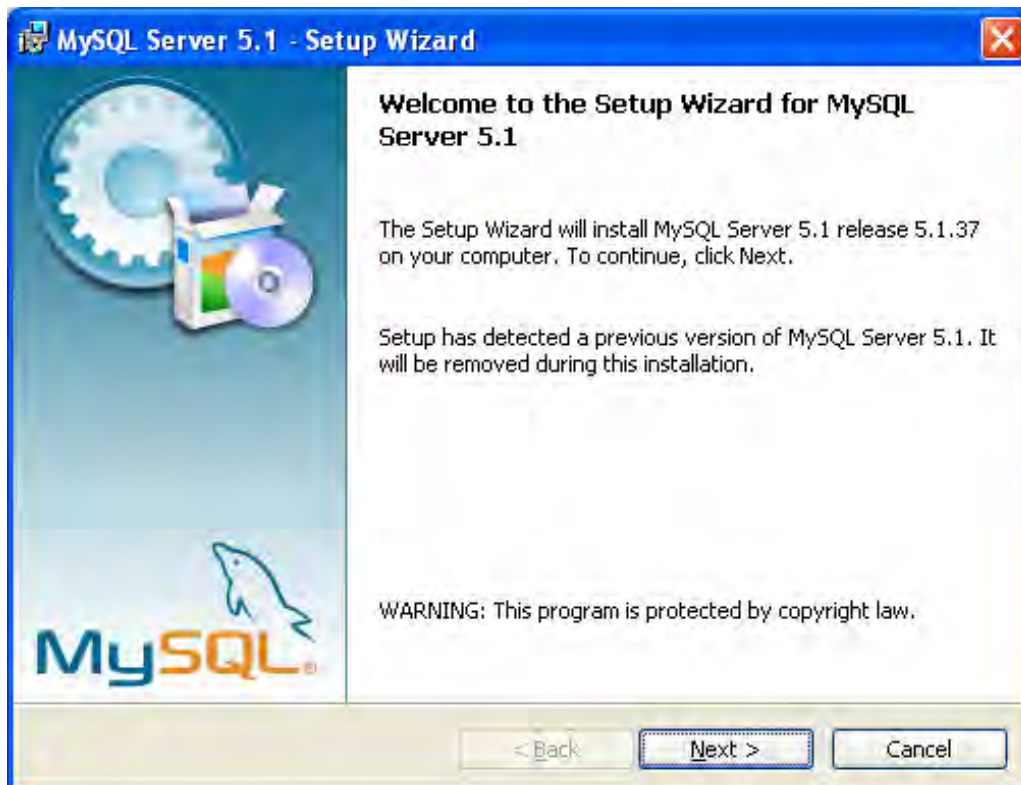 MySQL Server 5.1 - Setup Wizard
Welcome to the Setup Wizard for MySQL
Server 5.1
The Setup Wizard will install MySQL Server 5.1 release 5.1.37
on your computer. To continue, click Next.
Setup has detected a previous version of MySQL Server 5.1. It
will be removed during this installation.
WARNING: This program is protected by copyright law.
MySQL®
< Back
Next >
Cancel